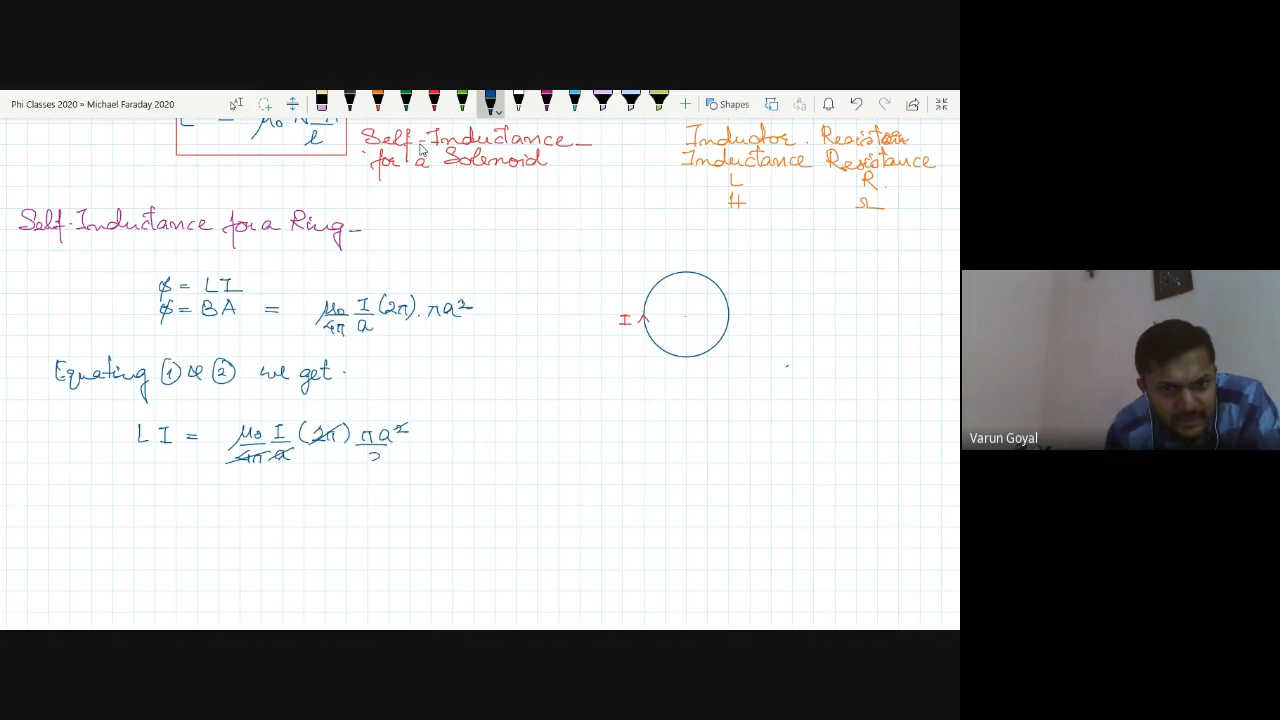 Phi Classes 2020 » Michael Faraday 2020
Shapes
μ₀
l
Self-Inductance
for a Solenoid
Inductor. Resistor
Inductance Resistance
L R.
H Ω
Self-Inductance for a Ring
ϕ = LI
ϕ = BA = μ₀/4π I/a (2π). πa²
Equating ① & ② we get.
LI = μ₀/4π I/a (2π) πa²/2
Varun Goyal